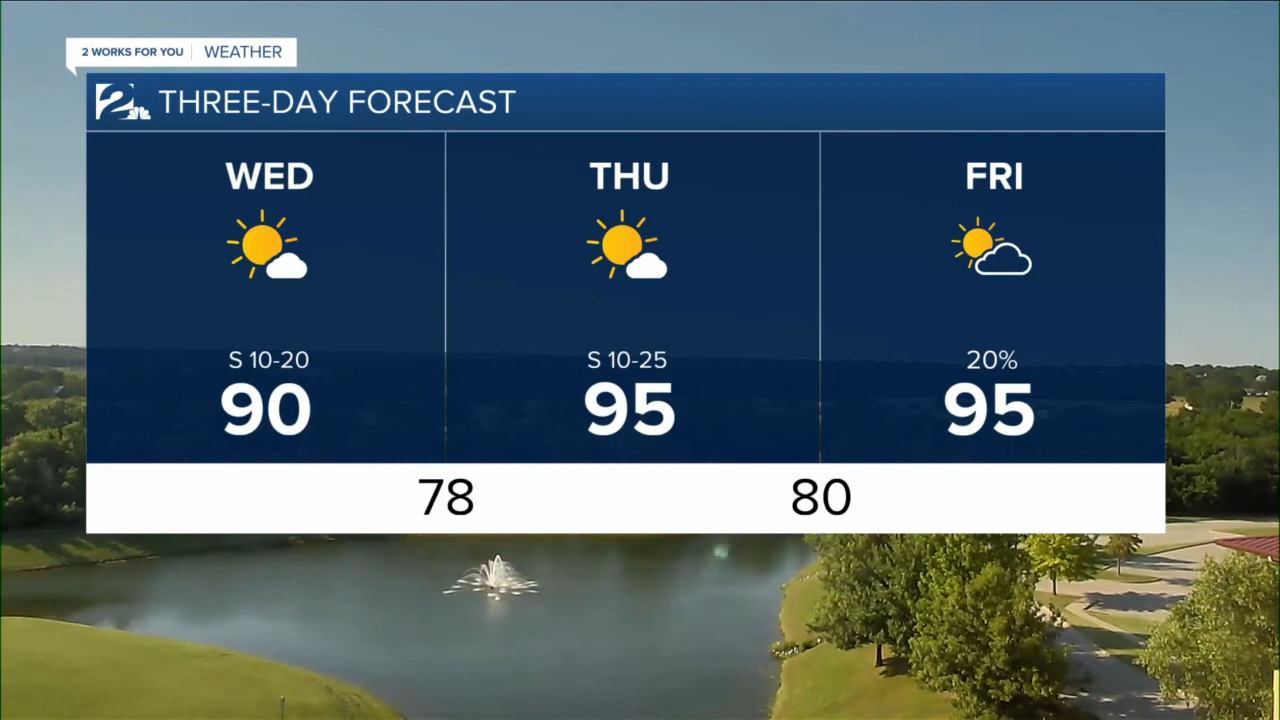 2 WORKS FOR YOU | WEATHER
2 THREE-DAY FORECAST
WED THU FRI
S 10-20 S 10-25 20%
90 95 95
78 80